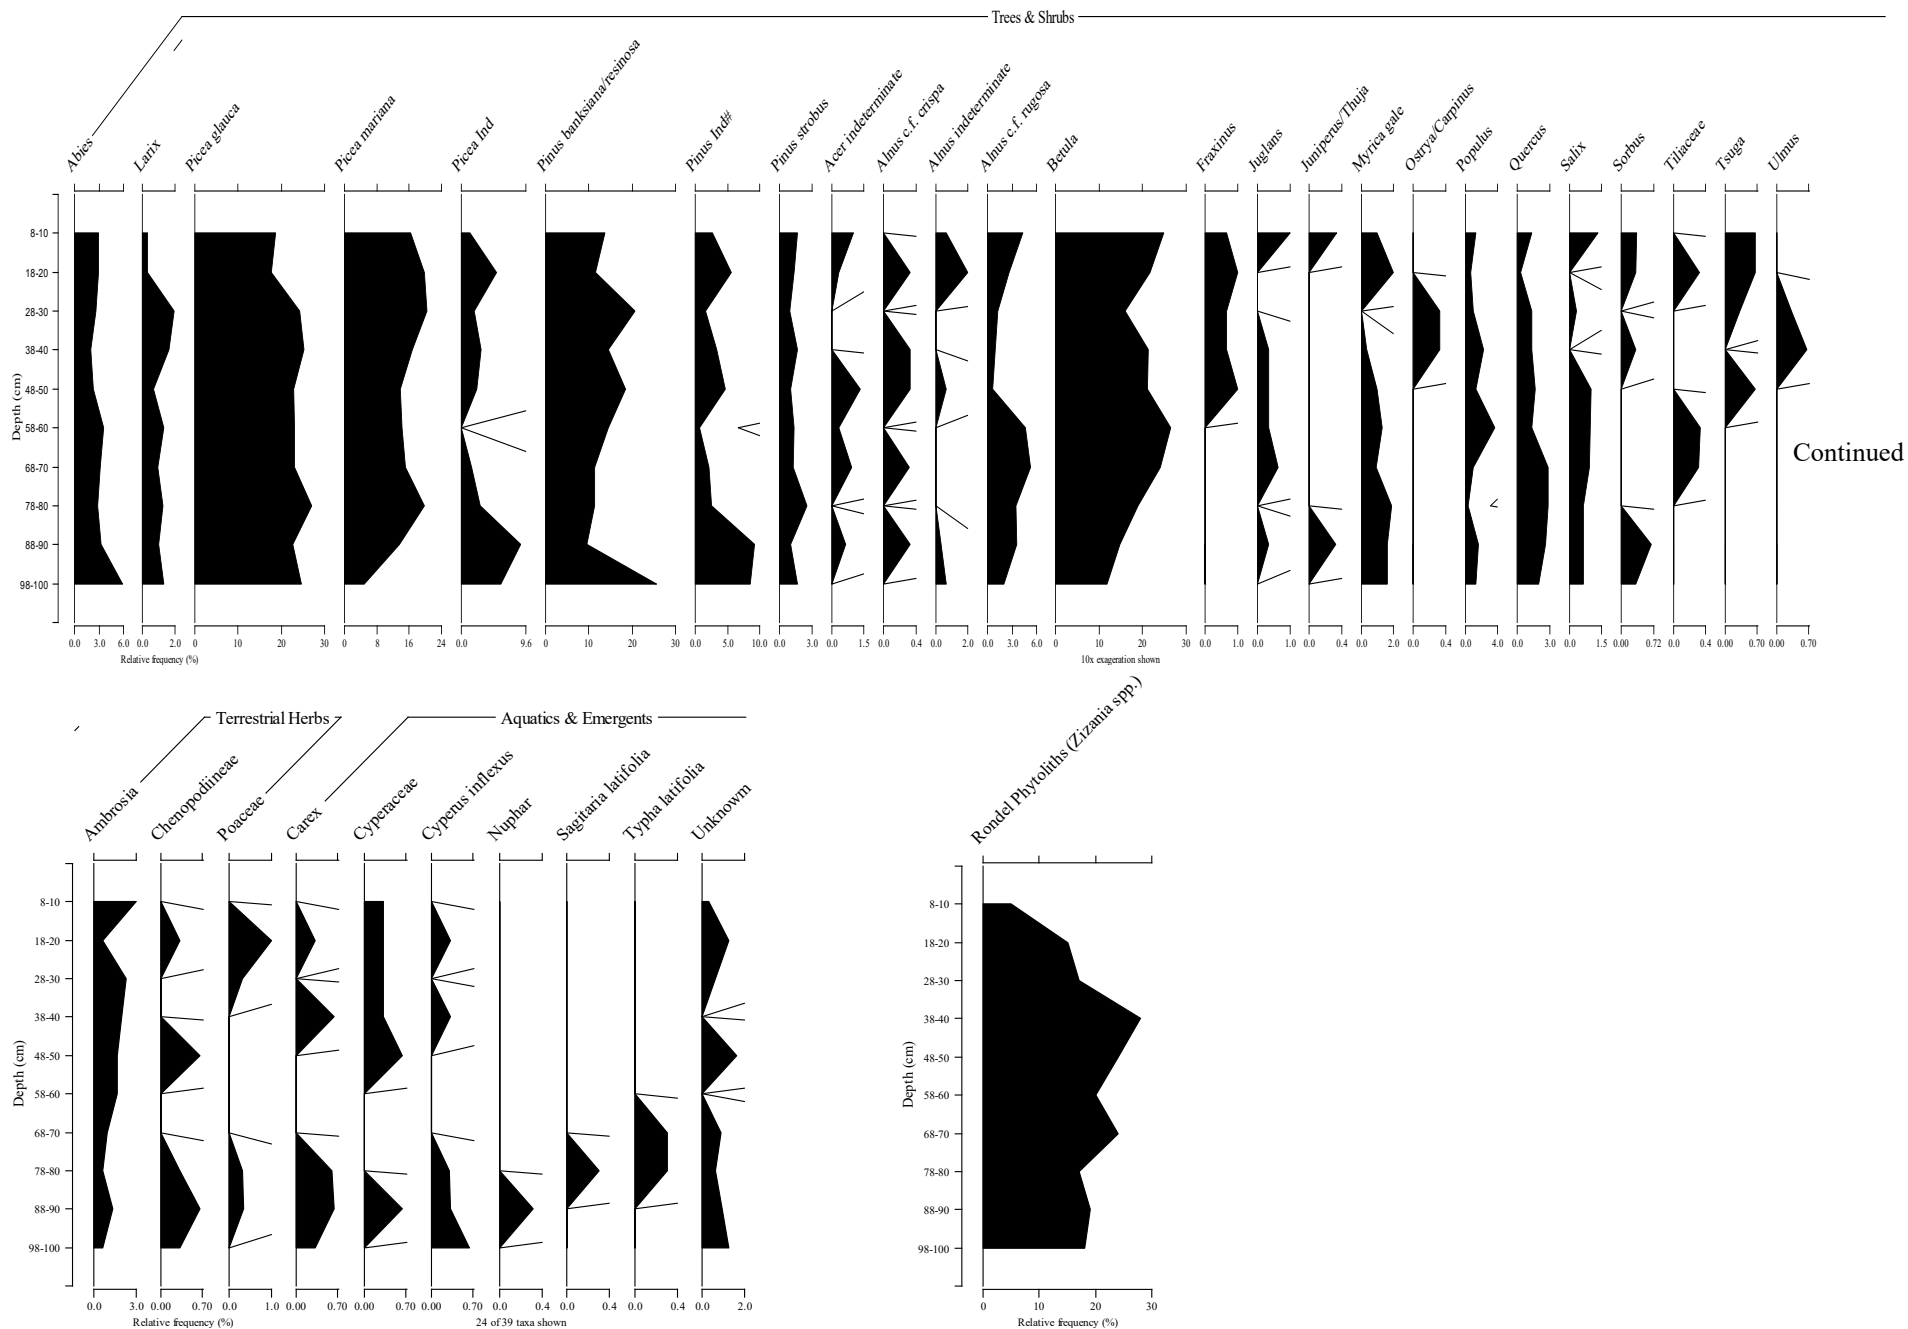 Trees & Shrubs
Abies
Larix
Picea glauca
Picea mariana
Picea Ind
Pinus banksiana/resinosa
Pinus Ind#
Pinus strobus
Acer indeterminate
Alnus c.f. crispa
Alnus indeterminate
Alnus c.f. rugosa
Betula
Fraxinus
Juglans
Juniperus/Thuja
Myrica gale
Ostrya/Carpinus
Populus
Quercus
Salix
Sorbus
Tiliaceae
Tsuga
Ulmus
Depth (cm)
8-10
18-20
28-30
38-40
48-50
58-60
68-70
78-80
88-90
98-100
Continued
0.0 3.0 6.0 0.0 2.0 0 10 20 30 0 8 16 24 0.0 9.6 0 10 20 30 0.0 10.0 0.0 3.0 0.0 1.5 0.0 0.4 0.0 2.0 0.0 3.0 6.0 0 10 20 30 0.0 1.0 0.0 1.0 0.0 0.4 0.0 2.0 0.0 0.4 0.0 4.0 0.0 3.0 0.0 1.5 0.00 0.72 0.0 0.4 0.00 0.70 0.00 0.70
Relative frequency (%) 10x exageration shown
Terrestrial Herbs Aquatics & Emergents
Ambrosia
Chenopodiineae
Poaceae
Carex
Cyperaceae
Cyperus inflexus
Nuphar
Sagitaria latifolia
Typha latifolia
Unknowm
Depth (cm)
8-10
18-20
28-30
38-40
48-50
58-60
68-70
78-80
88-90
98-100
0.0 3.0 0.00 0.70 0.0 1.0 0.00 0.70 0.00 0.70 0.00 0.70 0.0 0.4 0.0 0.4 0.0 0.4 0.0 2.0
Relative frequency (%) 24 of 39 taxa shown
Rondel Phytoliths (Zizania spp.)
Depth (cm)
8-10
18-20
28-30
38-40
48-50
58-60
68-70
78-80
88-90
98-100
0 10 20 30
Relative frequency (%)